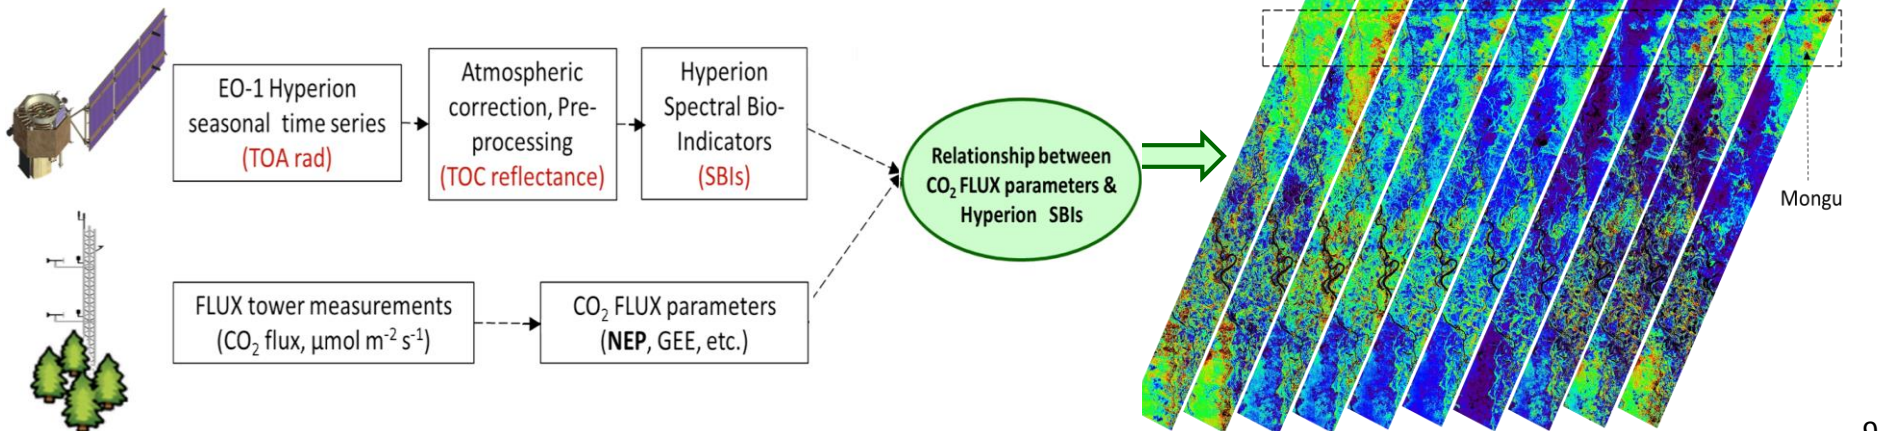 EO-1 Hyperion
seasonal time series
(TOA rad)
Atmospheric
correction, Pre-
processing
(TOC reflectance)
Hyperion
Spectral Bio-
Indicators
(SBIs)
FLUX tower measurements
(CO₂ flux, µmol m⁻² s⁻¹)
CO₂ FLUX parameters
(NEP, GEE, etc.)
Relationship between
CO₂ FLUX parameters &
Hyperion SBIs
Mongu